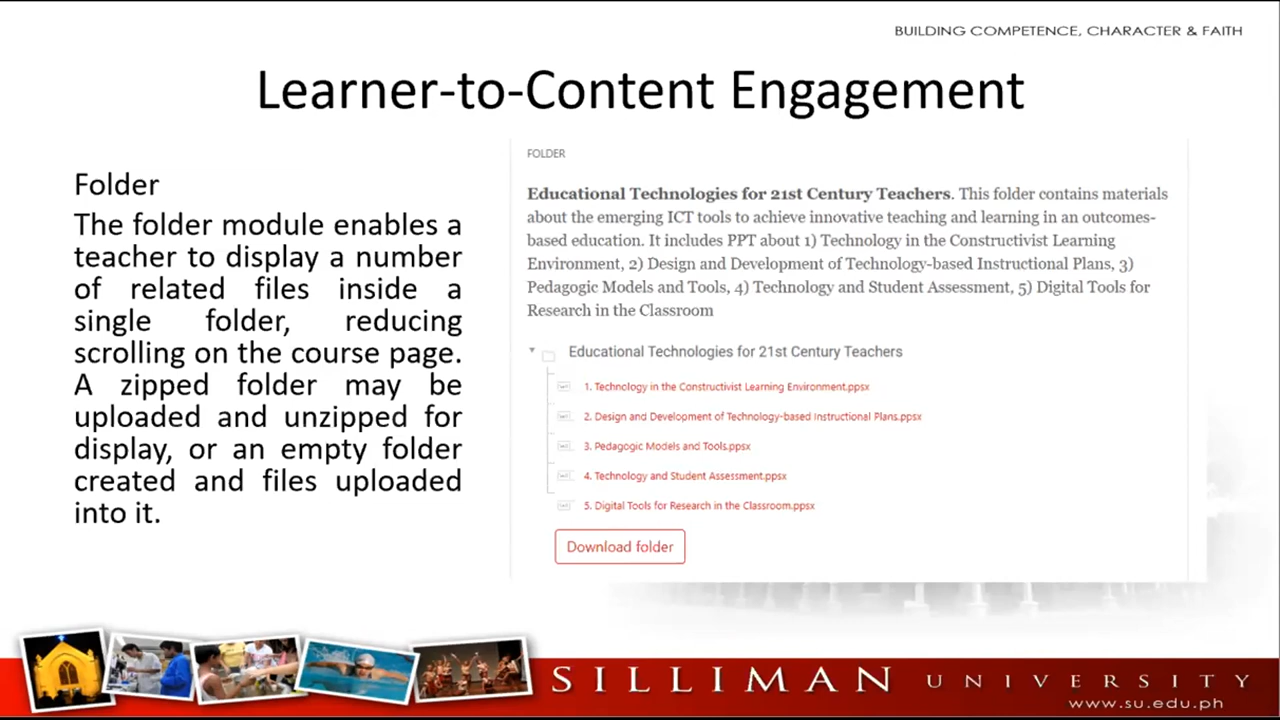 BUILDING COMPETENCE, CHARACTER & FAITH
Learner-to-Content Engagement
Folder
The folder module enables a
teacher to display a number
of related files inside a
single folder, reducing
scrolling on the course page.
A zipped folder may be
uploaded and unzipped for
display, or an empty folder
created and files uploaded
into it.
FOLDER
Educational Technologies for 21st Century Teachers. This folder contains materials
about the emerging ICT tools to achieve innovative teaching and learning in an outcomes-
based education. It includes PPT about 1) Technology in the Constructivist Learning
Environment, 2) Design and Development of Technology-based Instructional Plans, 3)
Pedagogic Models and Tools, 4) Technology and Student Assessment, 5) Digital Tools for
Research in the Classroom
Educational Technologies for 21st Century Teachers
1. Technology in the Constructivist Learning Environment.ppsx
2. Design and Development of Technology-based Instructional Plans.ppsx
3. Pedagogic Models and Tools.ppsx
4. Technology and Student Assessment.ppsx
5. Digital Tools for Research in the Classroom.ppsx
Download folder
SILLIMAN UNIVERSITY
www.su.edu.ph